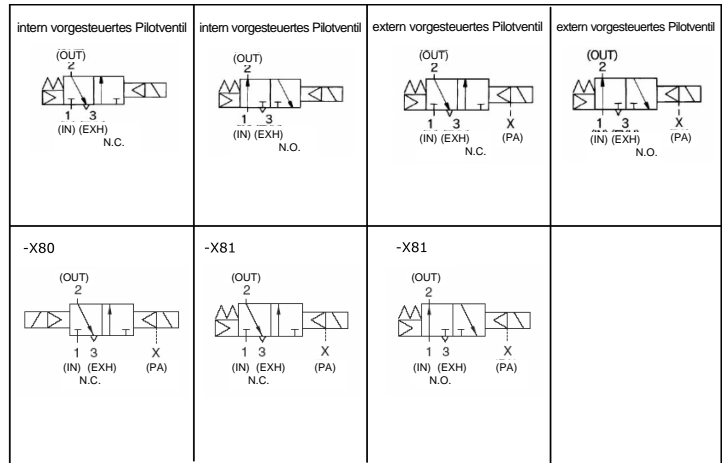 intern vorgesteuertes Pilotventil
(OUT)
2
1 3
(IN) (EXH)
N.C.
intern vorgesteuertes Pilotventil
(OUT)
2
1 3
(IN) (EXH)
N.O.
extern vorgesteuertes Pilotventil
(OUT)
2
1 3 X
(IN) (EXH) (PA)
N.C.
extern vorgesteuertes Pilotventil
(OUT)
2
1 3 X
(IN) (EXH) (PA)
N.O.
-X80
(OUT)
2
1 3 X
(IN) (EXH) (PA)
N.C.
-X81
(OUT)
2
1 3 X
(IN) (EXH) (PA)
N.C.
-X81
(OUT)
2
1 3 X
(IN) (EXH) (PA)
N.O.